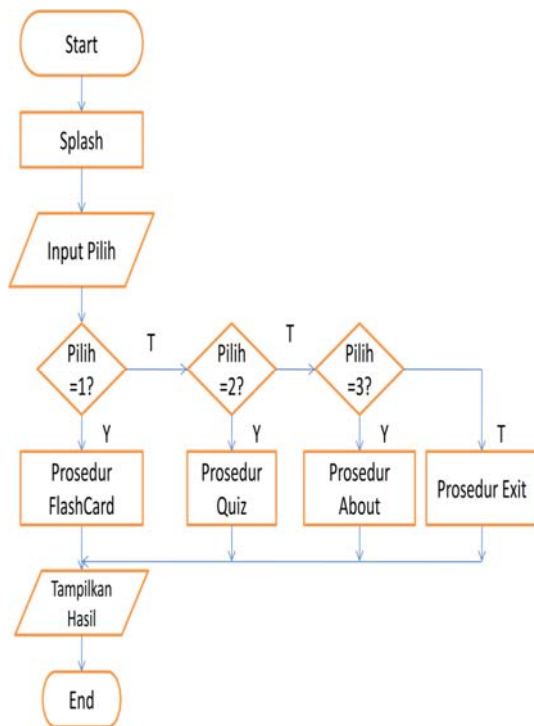 Start
Splash
Input Pilih
Pilih
=1?
T
Pilih
=2?
T
Pilih
=3?
Y
Y
Y
T
Prosedur
FlashCard
Prosedur
Quiz
Prosedur
About
Prosedur Exit
Tampilkan
Hasil
End